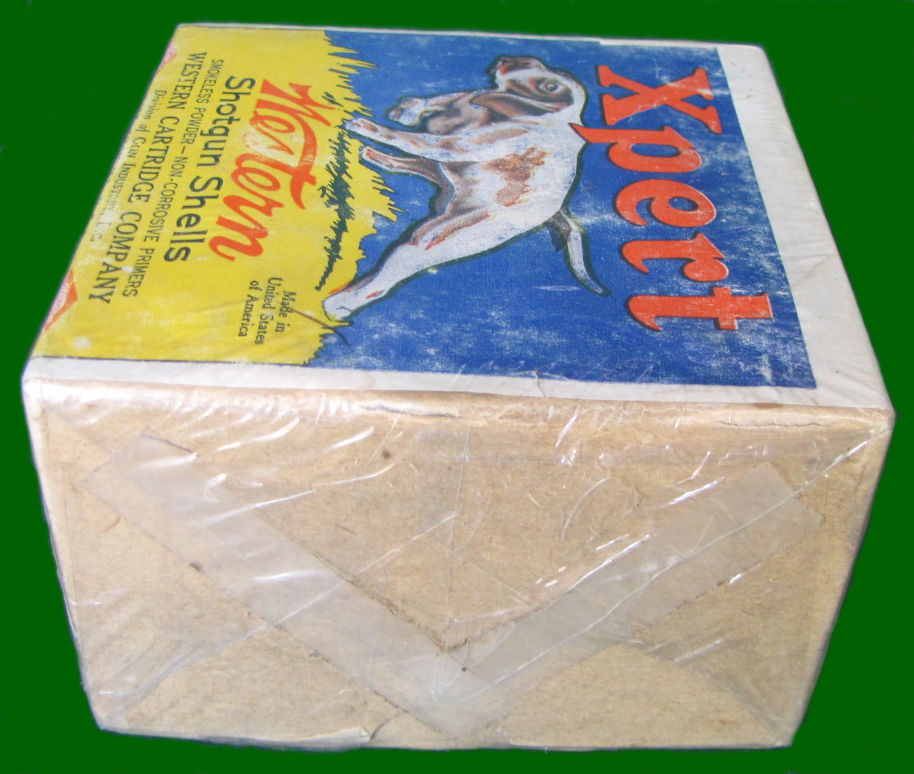 Xpert
Western
Shotgun Shells
SMOKELESS POWDER – NON-CORROSIVE PRIMERS
WESTERN CARTRIDGE COMPANY
Division of Olin Industries, Inc.
Made in
United States
of America